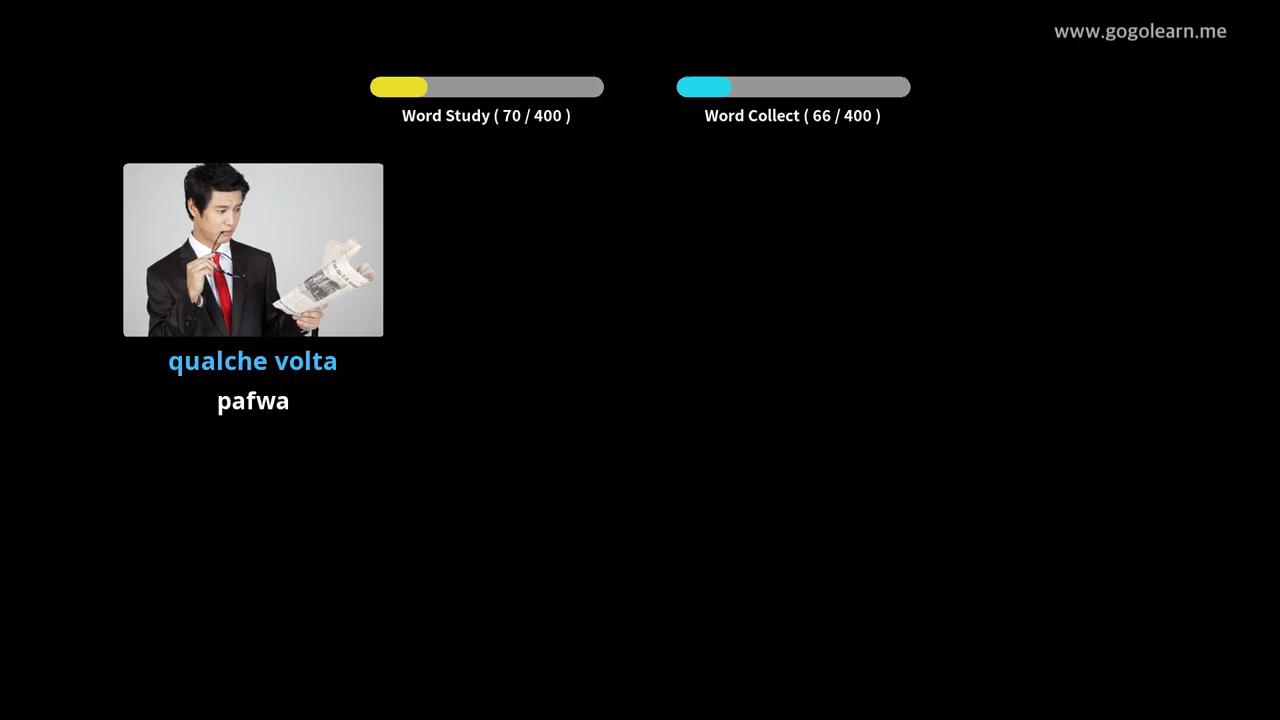 www.gogolearn.me
Word Study ( 70 / 400 )
Word Collect ( 66 / 400 )
qualche volta
pafwa